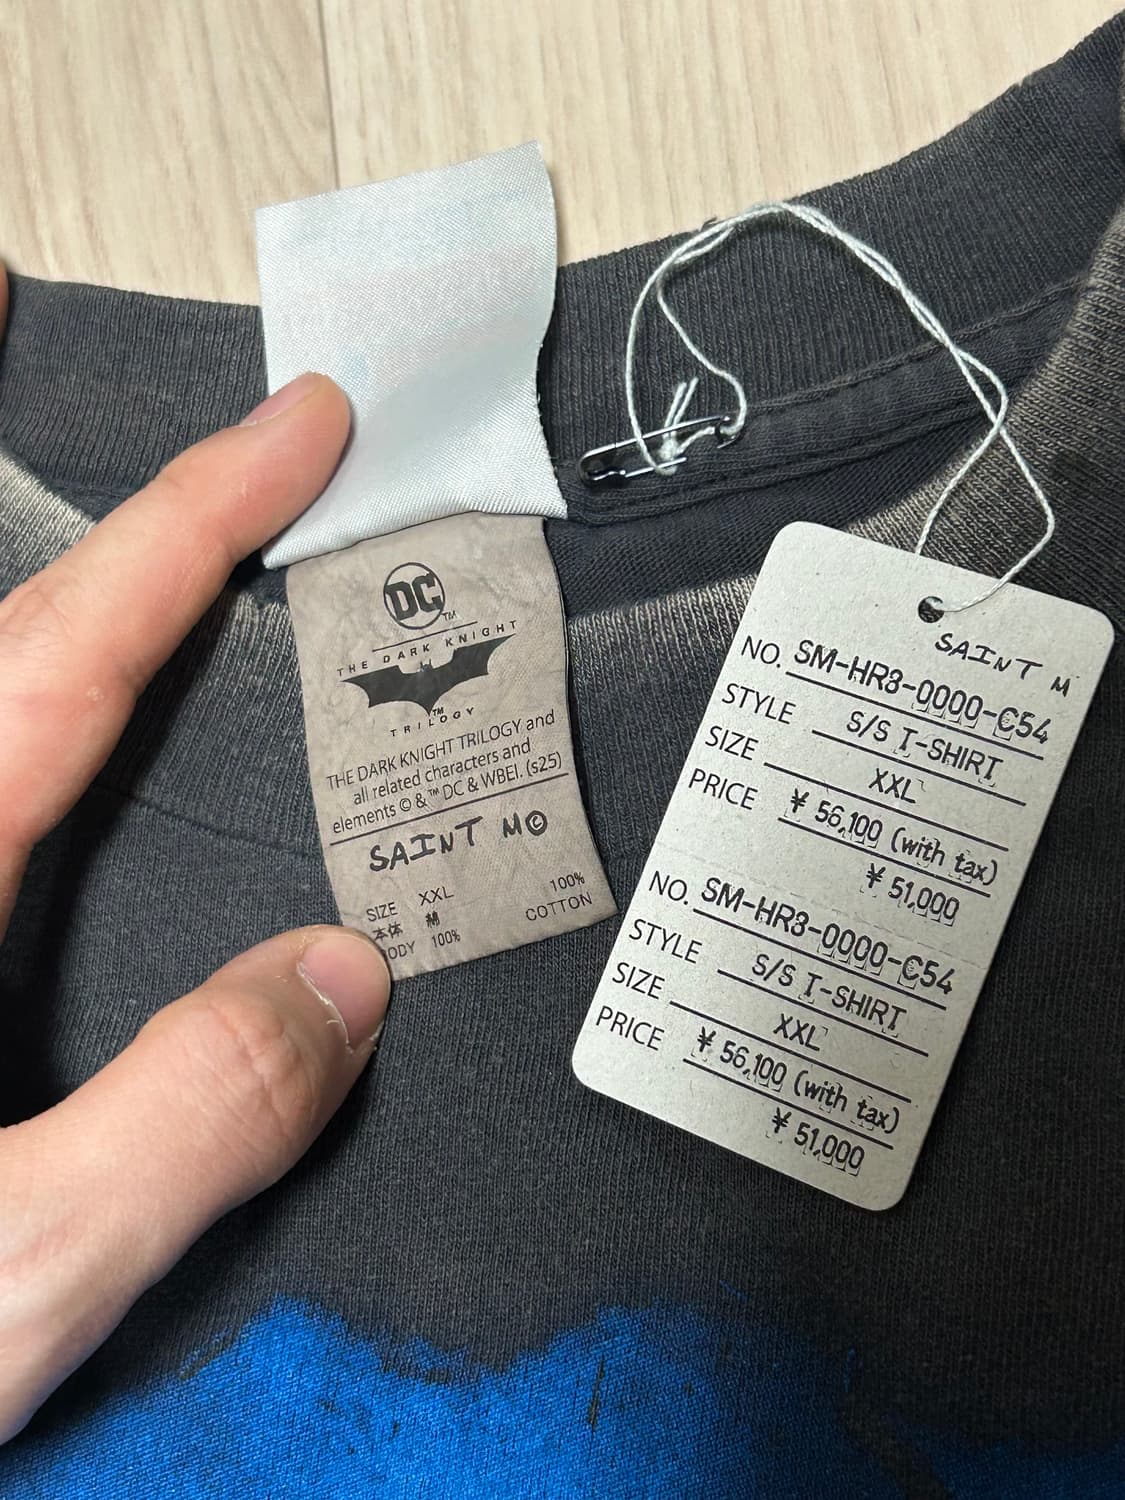 DC™
THE DARK KNIGHT
™
TRILOGY
THE DARK KNIGHT TRILOGY and
all related characters and
elements © & ™ DC & WBEI. (s25)
SAINT M©
SIZE XXL
本体 綿 100%
BODY 100% COTTON
SAINT M
NO. SM-HR3-0000-C54
STYLE S/S T-SHIRT
SIZE XXL
PRICE ¥ 56,100 (with tax)
¥ 51,000
NO. SM-HR3-0000-C54
STYLE S/S T-SHIRT
SIZE XXL
PRICE ¥ 56,100 (with tax)
¥ 51,000